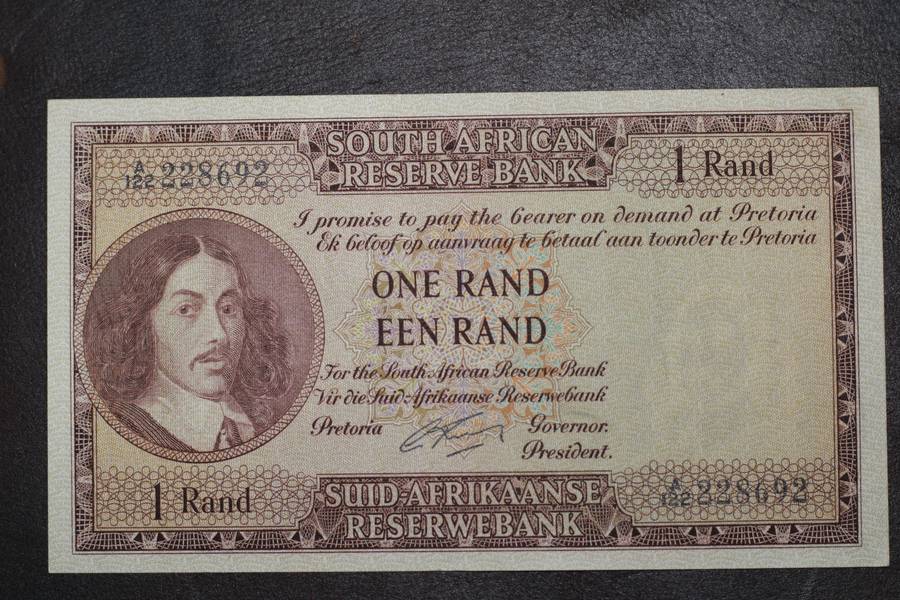 SOUTH AFRICAN
RESERVE BANK
A/122 228692
1 Rand
I promise to pay the bearer on demand at Pretoria
Ek beloof op aanvraag te betaal aan toonder te Pretoria
ONE RAND
EEN RAND
For the South African Reserve Bank
Vir die Suid-Afrikaanse Reserwebank
Pretoria
Governor.
President.
1 Rand
SUID-AFRIKAANSE
RESERWEBANK
A/122 228692